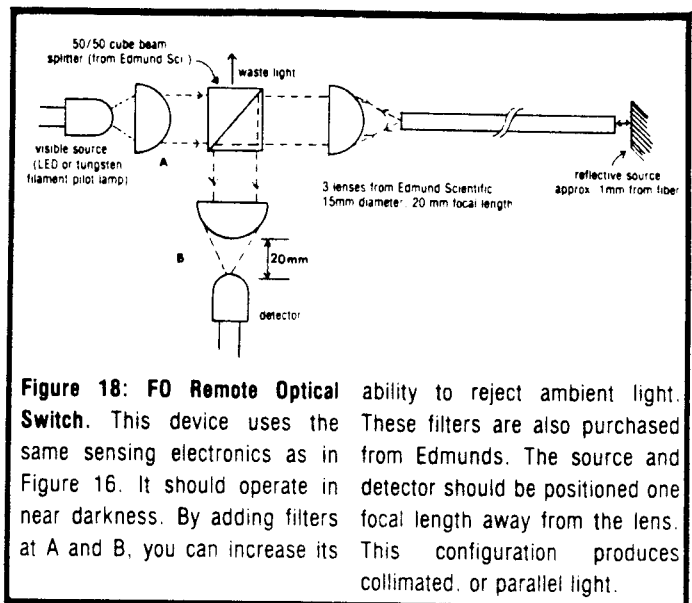 50/50 cube beam
splitter (from Edmund Sci.)
waste light
visible source
(LED or tungsten
filament pilot lamp)
A
3 lenses from Edmund Scientific
15mm diameter. 20 mm focal length
reflective source
approx. 1mm from fiber
B
20mm
detector
Figure 18: FO Remote Optical
Switch. This device uses the
same sensing electronics as in
Figure 16. It should operate in
near darkness. By adding filters
at A and B, you can increase its
ability to reject ambient light.
These filters are also purchased
from Edmunds. The source and
detector should be positioned one
focal length away from the lens.
This configuration produces
collimated. or parallel light.